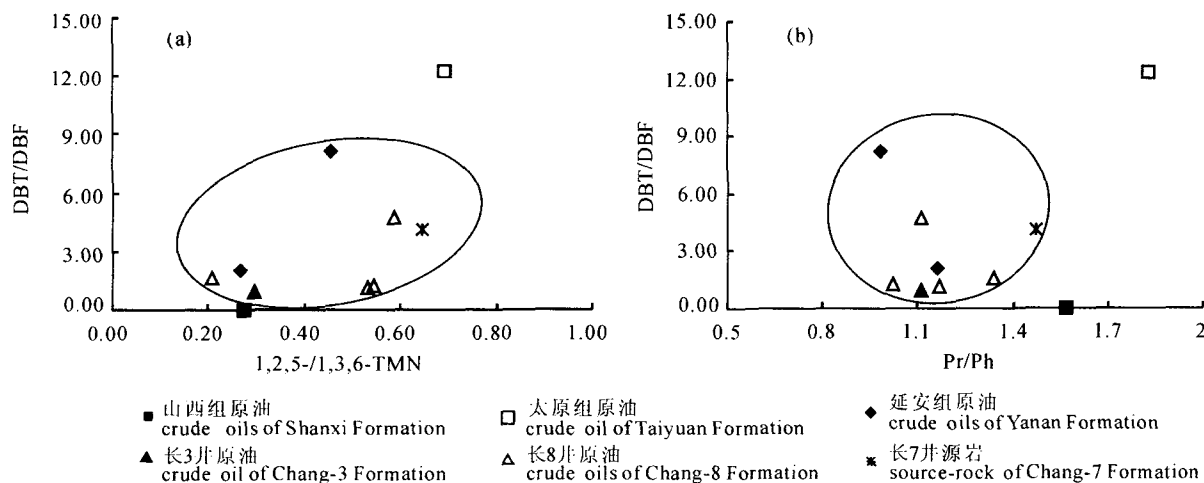 (a)
15.00
12.00
9.00
6.00
3.00
0.00
DBT/DBF
0.00 0.20 0.40 0.60 0.80 1.00
1,2,5-/1,3,6-TMN
(b)
15.00
12.00
9.00
6.00
3.00
0.00
DBT/DBF
0.5 0.8 1.1 1.4 1.7 2
Pr/Ph
山西组原油
crude oils of Shanxi Formation
太原组原油
crude oil of Taiyuan Formation
延安组原油
crude oils of Yanan Formation
长3井原油
crude oil of Chang-3 Formation
长8井原油
crude oils of Chang-8 Formation
长7井源岩
source-rock of Chang-7 Formation